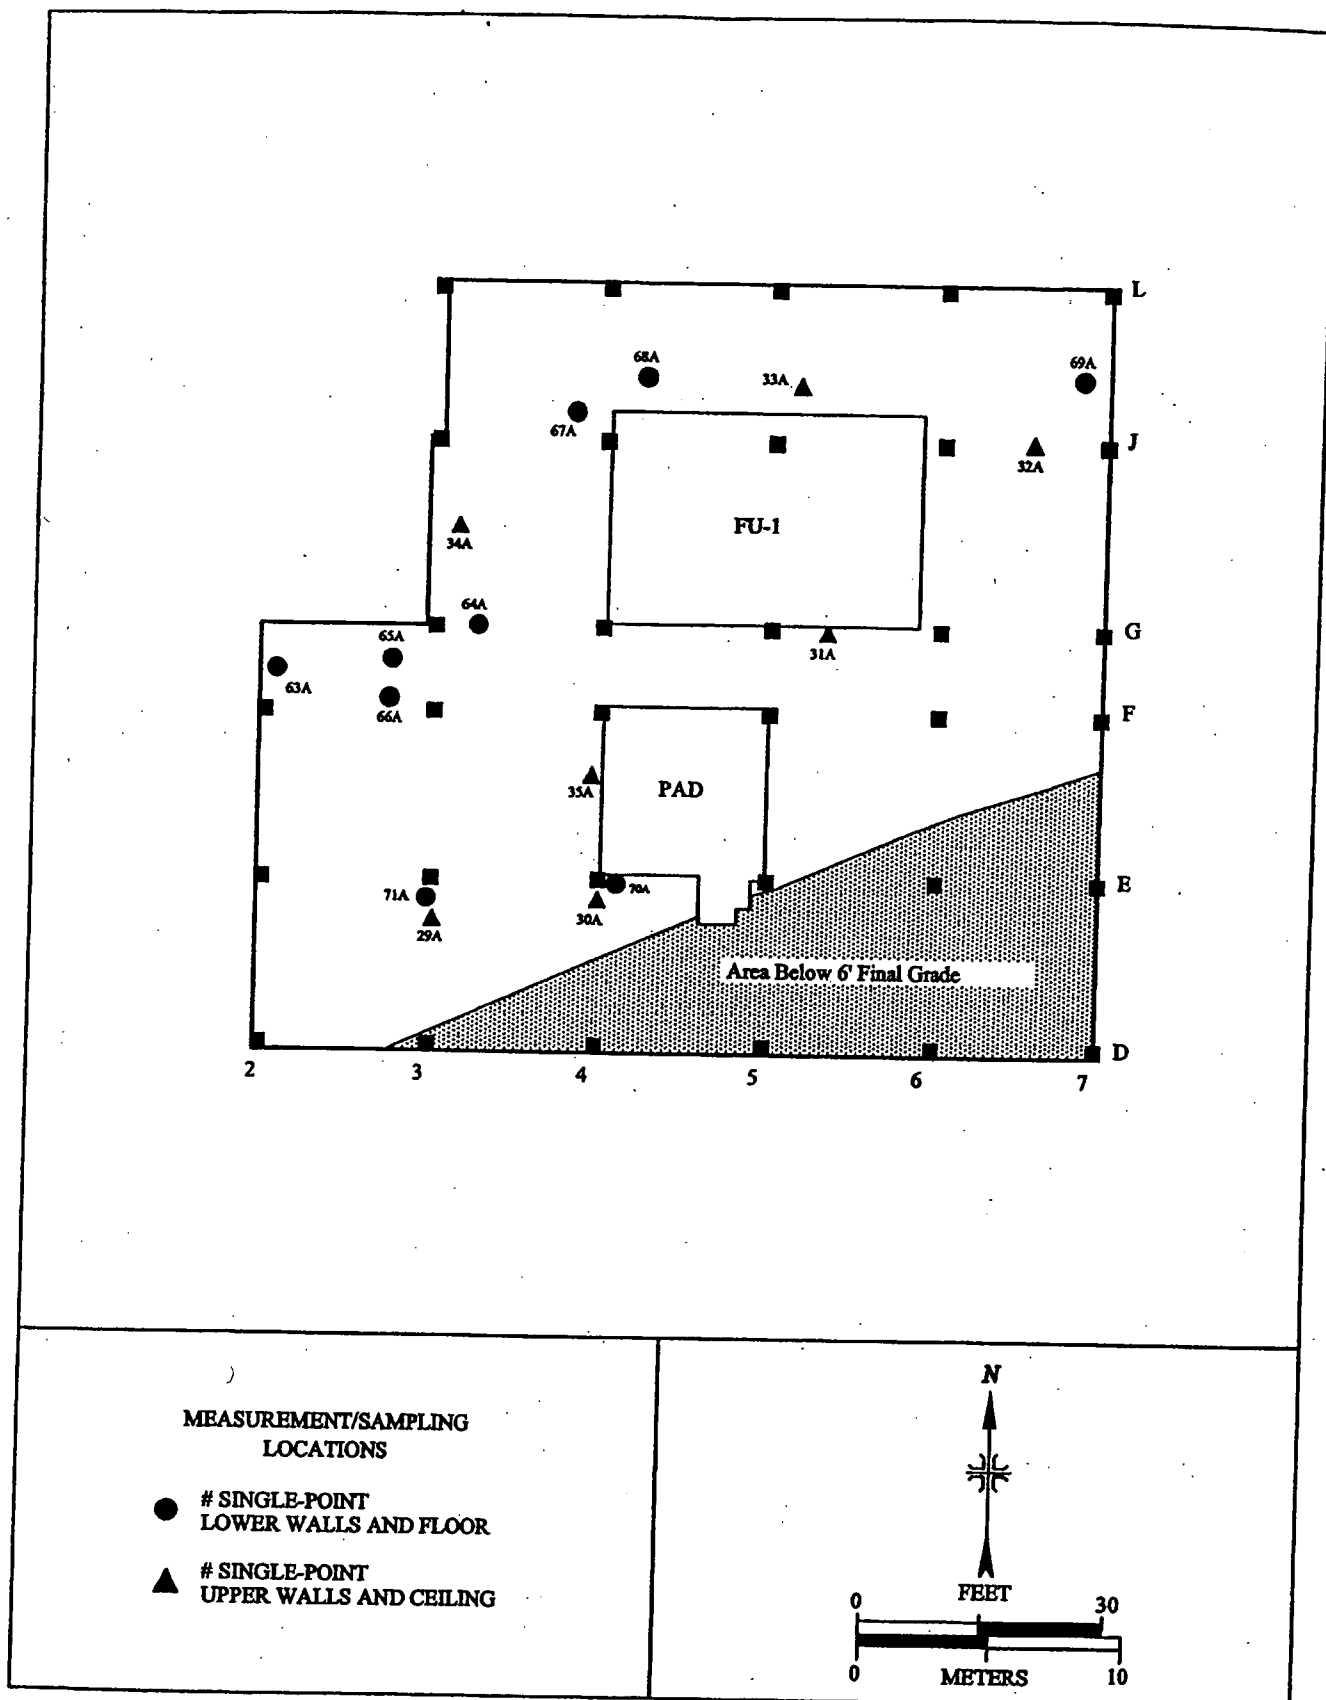 L
68A
33A
69A
67A
J
32A
FU-1
34A
64A
65A
G
31A
63A
66A
F
35A
PAD
E
71A
70A
30A
29A
Area Below 6' Final Grade
D
2
3
4
5
6
7
MEASUREMENT/SAMPLING
LOCATIONS
# SINGLE-POINT
LOWER WALLS AND FLOOR
# SINGLE-POINT
UPPER WALLS AND CEILING
N
FEET
0
30
0
METERS
10